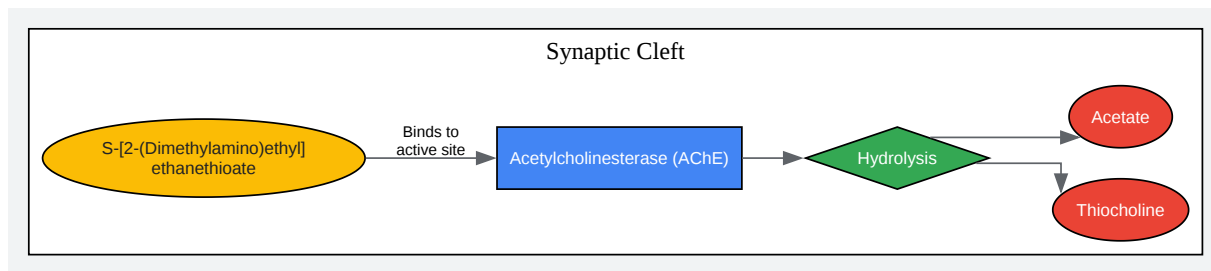 Synaptic Cleft
S-[2-(Dimethylamino)ethyl]
ethanethioate
Binds to
active site
Acetylcholinesterase (AChE)
Hydrolysis
Acetate
Thiocholine